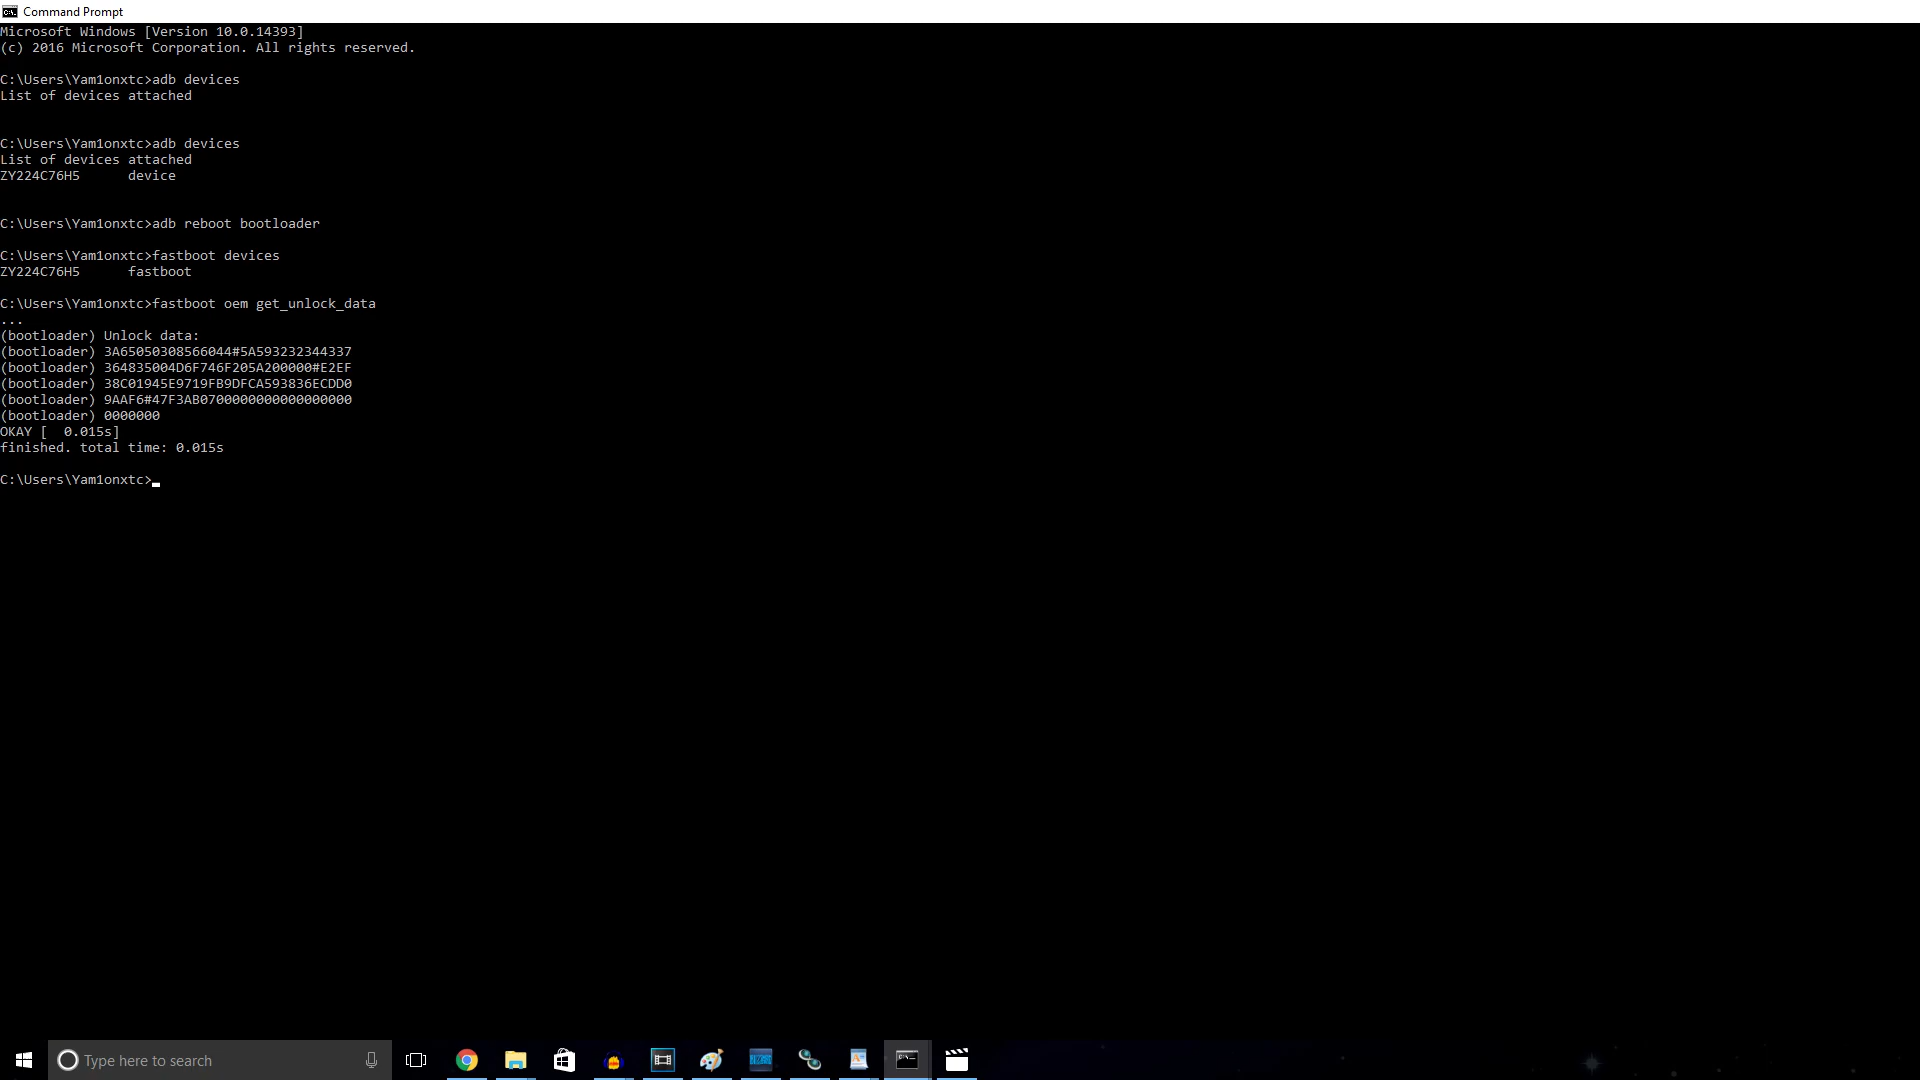 Command Prompt
Microsoft Windows [Version 10.0.14393]
(c) 2016 Microsoft Corporation. All rights reserved.
C:\Users\Yam1onxtc>adb devices
List of devices attached
C:\Users\Yam1onxtc>adb devices
List of devices attached
ZY224C76H5      device
C:\Users\Yam1onxtc>adb reboot bootloader
C:\Users\Yam1onxtc>fastboot devices
ZY224C76H5      fastboot
C:\Users\Yam1onxtc>fastboot oem get_unlock_data
...
(bootloader) Unlock data:
(bootloader) 3A65050308566044#5A593232344337
(bootloader) 364835004D6F746F205A200000#E2EF
(bootloader) 38C01945E9719FB9DFCA593836ECDD0
(bootloader) 9AAF6#47F3AB0700000000000000000
(bootloader) 0000000
OKAY [  0.015s]
finished. total time: 0.015s
C:\Users\Yam1onxtc>
Type here to search